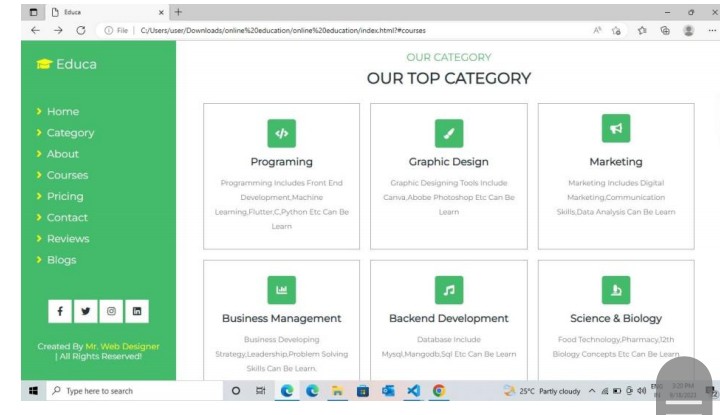 Educa
File | C:/Users/user/Downloads/online%20education/online%20education/index.html?#courses
Educa
Home
Category
About
Courses
Pricing
Contact
Reviews
Blogs
Created By Mr. Web Designer
| All Rights Reserved!
OUR CATEGORY
OUR TOP CATEGORY
Programing
Programming Includes Front End
Development,Machine
Learning,Flutter,C,Python Etc Can Be
Learn
Graphic Design
Graphic Designing Tools Include
Canva,Abobe Photoshop Etc Can Be
Learn
Marketing
Marketing Includes Digital
Marketing,Communication
Skills,Data Analysis Can Be Learn
Business Management
Business Developing
Strategy,Leadership,Problem Solving
Skills Can Be Learn.
Backend Development
Database Include
Mysql,Mangodb,Sql Etc Can Be Learn
Science & Biology
Food Technology,Pharmacy,12th
Biology Concepts Etc Can Be Learn
Type here to search
25°C Partly cloudy
3:20 PM